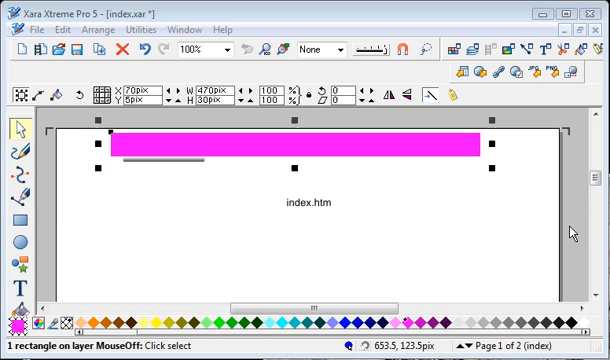 Xara Xtreme Pro 5 - [index.xar *]
File Edit Arrange Utilities Window Help
100% None
JPG PNG
X 70pix W 470pix 100 % 0
Y 5pix H 30pix 100 0
index.htm
T
1 rectangle on layer MouseOff: Click select 653.5, 123.5pix Page 1 of 2 (index)